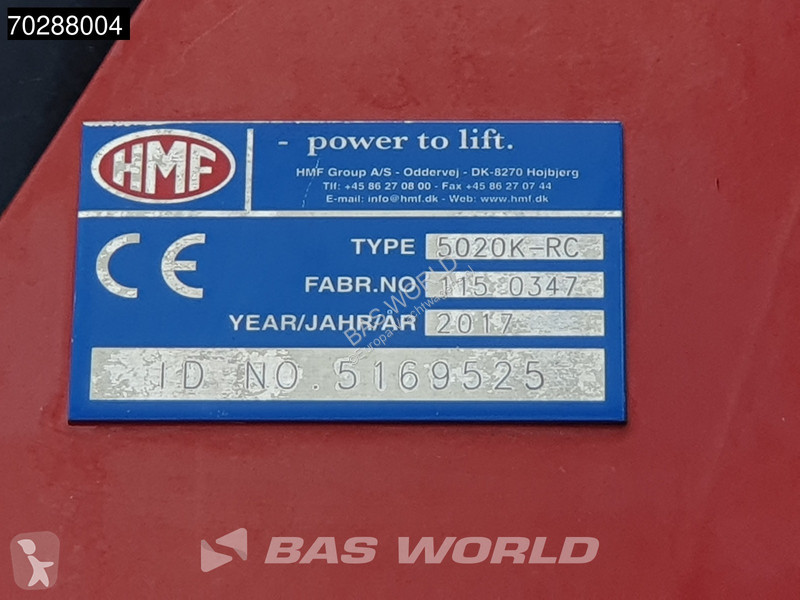 70288004
HMF
- power to lift.
HMF Group A/S - Oddervej - DK-8270 Højbjerg
Tlf: +45 86 27 08 00 - Fax +45 86 27 07 44
E-mail: info@hmf.dk - Web: www.hmf.dk
CE
TYPE 5020K-RC
FABR.NO 115 0347
YEAR/JAHR/ÅR 2017
ID NO. 5169525
BAS WORLD
BAS WORLD